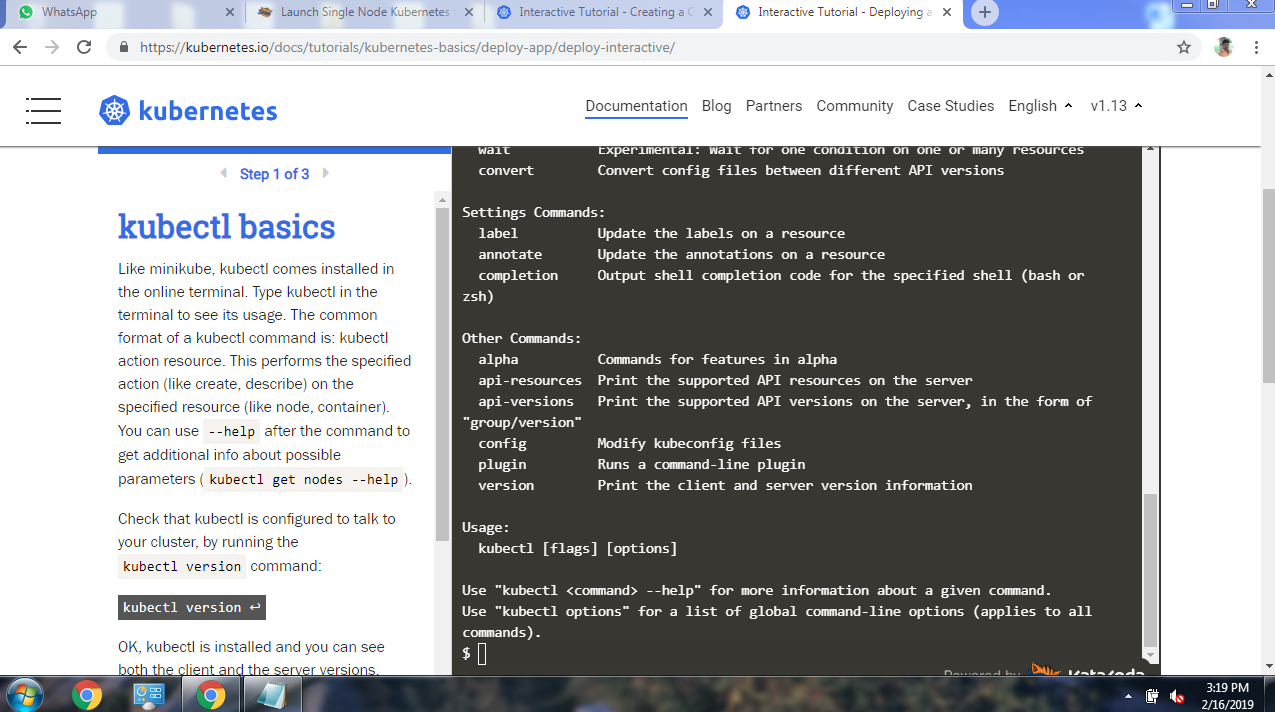 WhatsApp
Launch Single Node Kubernetes
Interactive Tutorial - Creating a C
Interactive Tutorial - Deploying a
https://kubernetes.io/docs/tutorials/kubernetes-basics/deploy-app/deploy-interactive/
kubernetes
Documentation Blog Partners Community Case Studies English v1.13
Step 1 of 3
kubectl basics
Like minikube, kubectl comes installed in
the online terminal. Type kubectl in the
terminal to see its usage. The common
format of a kubectl command is: kubectl
action resource. This performs the specified
action (like create, describe) on the
specified resource (like node, container).
You can use --help after the command to
get additional info about possible
parameters ( kubectl get nodes --help ).
Check that kubectl is configured to talk to
your cluster, by running the
kubectl version command:
kubectl version ↩
OK, kubectl is installed and you can see
both the client and the server versions.
wait Experimental: Wait for one condition on one or many resources
convert Convert config files between different API versions
Settings Commands:
label Update the labels on a resource
annotate Update the annotations on a resource
completion Output shell completion code for the specified shell (bash or
zsh)
Other Commands:
alpha Commands for features in alpha
api-resources Print the supported API resources on the server
api-versions Print the supported API versions on the server, in the form of
"group/version"
config Modify kubeconfig files
plugin Runs a command-line plugin
version Print the client and server version information
Usage:
kubectl [flags] [options]
Use "kubectl <command> --help" for more information about a given command.
Use "kubectl options" for a list of global command-line options (applies to all
commands).
$
Powered by Katacoda
3:19 PM
2/16/2019